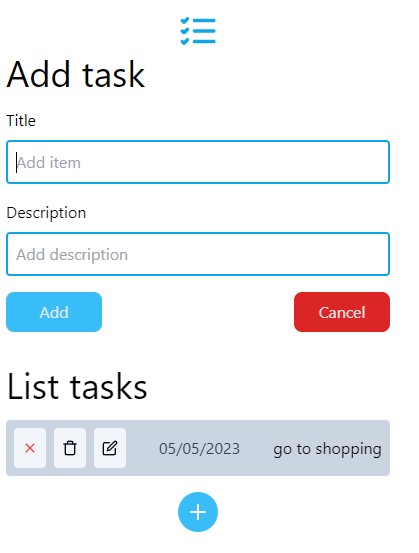 Add task
Title
Add item
Description
Add description
Add Cancel
List tasks
05/05/2023 go to shopping